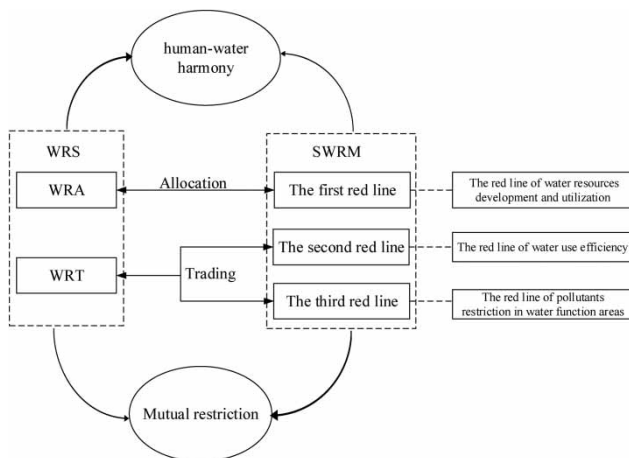 human-water
harmony
WRS
SWRM
WRA
Allocation
The first red line
The red line of water resources
development and utilization
The second red line
The red line of water use efficiency
WRT
Trading
The third red line
The red line of pollutants
restriction in water function areas
Mutual restriction